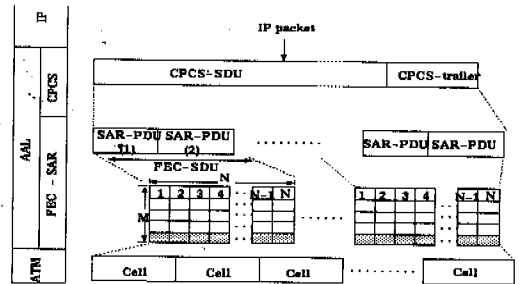 IP
IP packet
CPCS
CPCS-SDU
CPCS-trailer
AAL
FEC - SAR
SAR-PDU
(1)
SAR-PDU
(2)
SAR-PDU
SAR-PDU
FEC-SDU
N
M
1 2 3 4
N-1 N
1 2 3 4
N-1 N
ATM
Cell
Cell
Cell
Cell